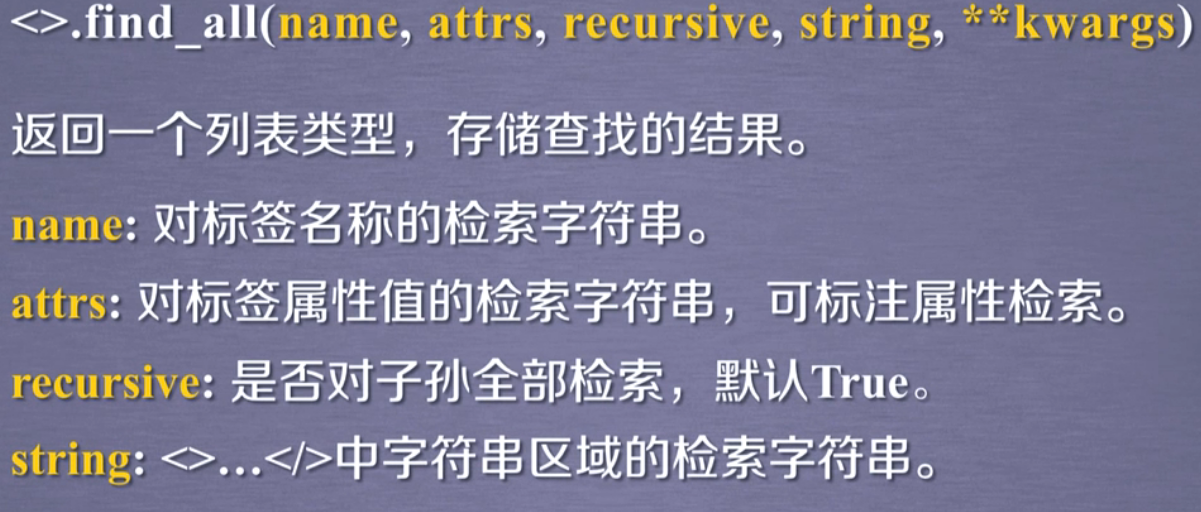 <>.find_all(name, attrs, recursive, string, **kwargs)
返回一个列表类型，存储查找的结果。
name: 对标签名称的检索字符串。
attrs: 对标签属性值的检索字符串，可标注属性检索。
recursive: 是否对子孙全部检索，默认True。
string: <>…</>中字符串区域的检索字符串。